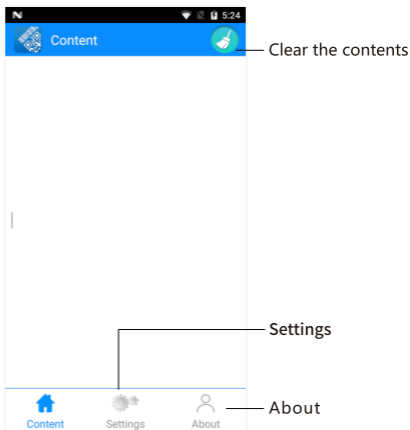 5:24
Content
Clear the contents
Settings
Content Settings About
About